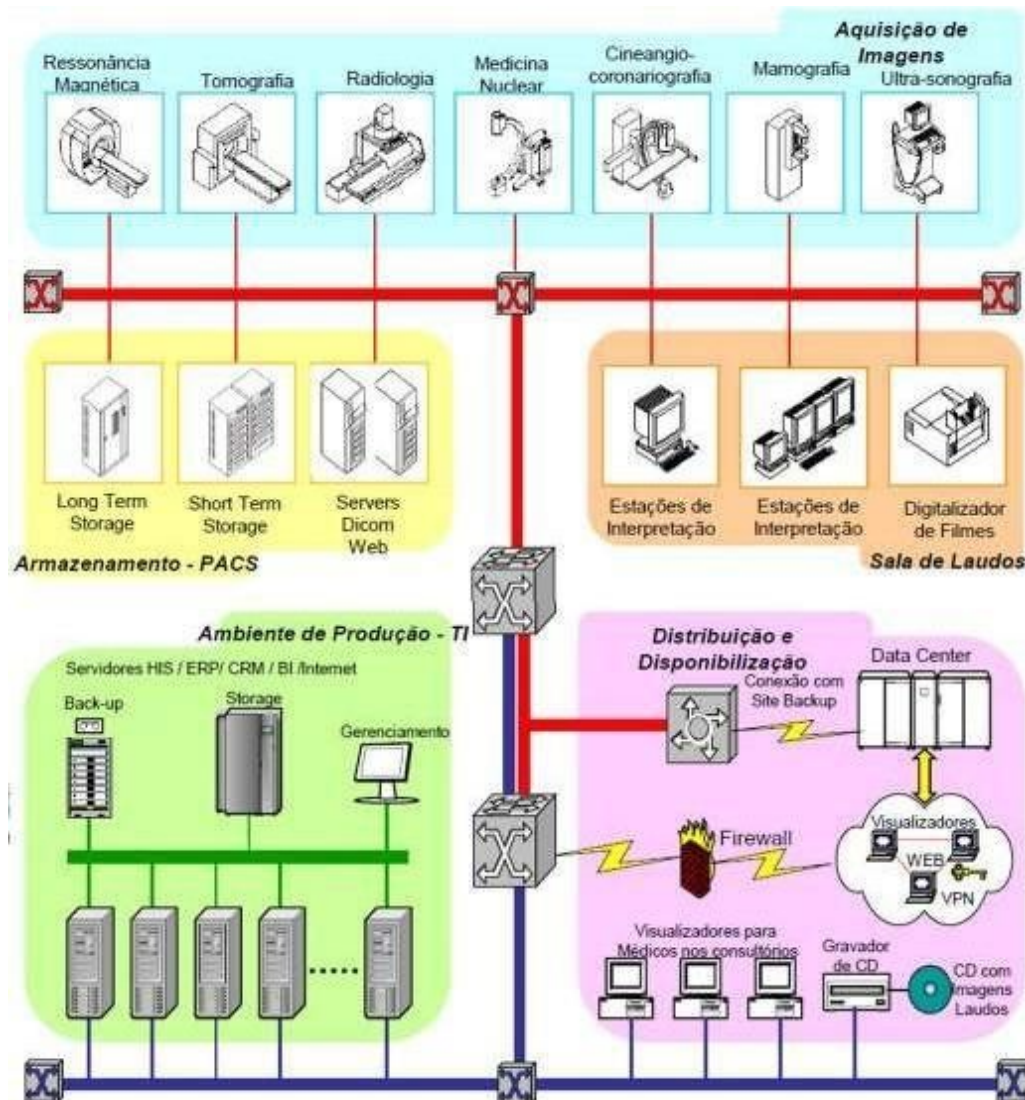 Aquisição de
Imagens
Ressonância
Magnética
Tomografia
Radiologia
Medicina
Nuclear
Cineangio-
coronariografia
Mamografia
Ultra-sonografia
Long Term
Storage
Short Term
Storage
Servers
Dicom
Web
Armazenamento - PACS
Estações de
Interpretação
Estações de
Interpretação
Digitalizador
de Filmes
Sala de Laudos
Ambiente de Produção - TI
Servidores HIS / ERP/ CRM / BI /Internet
Back-up
Storage
Gerenciamento
Distribuição e
Disponibilização
Conexão com
Site Backup
Data Center
Firewall
Visualizadores
WEB
VPN
Visualizadores para
Médicos nos consultórios
Gravador
de CD
CD com
Imagens
Laudos